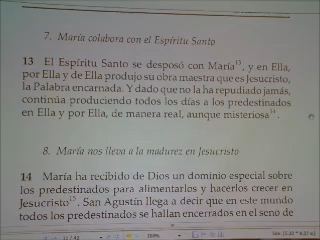 7. María colabora con el Espíritu Santo
13 El Espíritu Santo se desposó con María13, y en Ella,
por Ella y de Ella produjo su obra maestra que es Jesucristo,
la Palabra encarnada. Y dado que no la ha repudiado jamás,
continúa produciendo todos los días a los predestinados
en Ella y por Ella, de manera real, aunque misteriosa14.
8. María nos lleva a la madurez en Jesucristo
14 María ha recibido de Dios un dominio especial sobre
los predestinados para alimentarlos y hacerlos crecer en
Jesucristo15. San Agustín llega a decir que en este mundo
todos los predestinados se hallan encerrados en el seno de